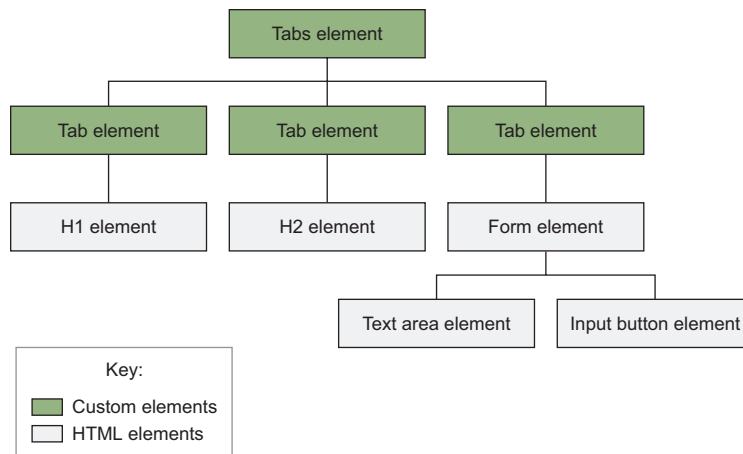 Tabs element
Tab element
Tab element
Tab element
H1 element
H2 element
Form element
Text area element
Input button element
Key:
Custom elements
HTML elements